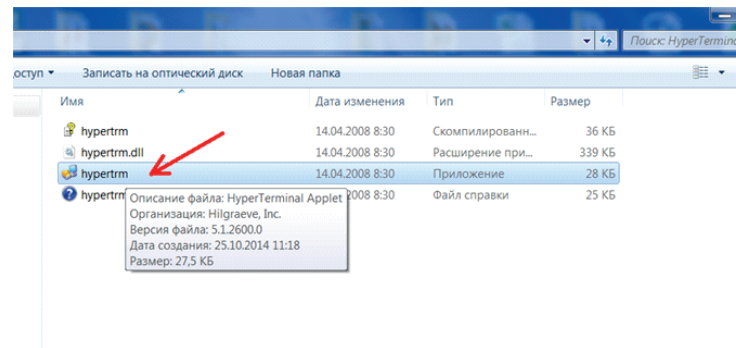 Поиск: HyperTermina
оступ Записать на оптический диск Новая папка
Имя Дата изменения Тип Размер
hypertrm 14.04.2008 8:30 Скомпилированн... 36 КБ
hypertrm.dll 14.04.2008 8:30 Расширение при... 339 КБ
hypertrm 14.04.2008 8:30 Приложение 28 КБ
hypertrm 2008 8:30 Файл справки 25 КБ
Описание файла: HyperTerminal Applet
Организация: Hilgraeve, Inc.
Версия файла: 5.1.2600.0
Дата создания: 25.10.2014 11:18
Размер: 27,5 КБ